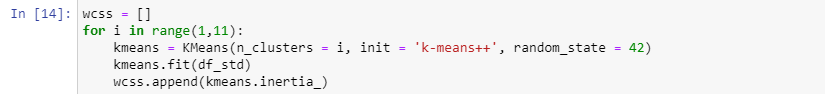 In [14]: wcss = []
for i in range(1,11):
    kmeans = KMeans(n_clusters = i, init = 'k-means++', random_state = 42)
    kmeans.fit(df_std)
    wcss.append(kmeans.inertia_)